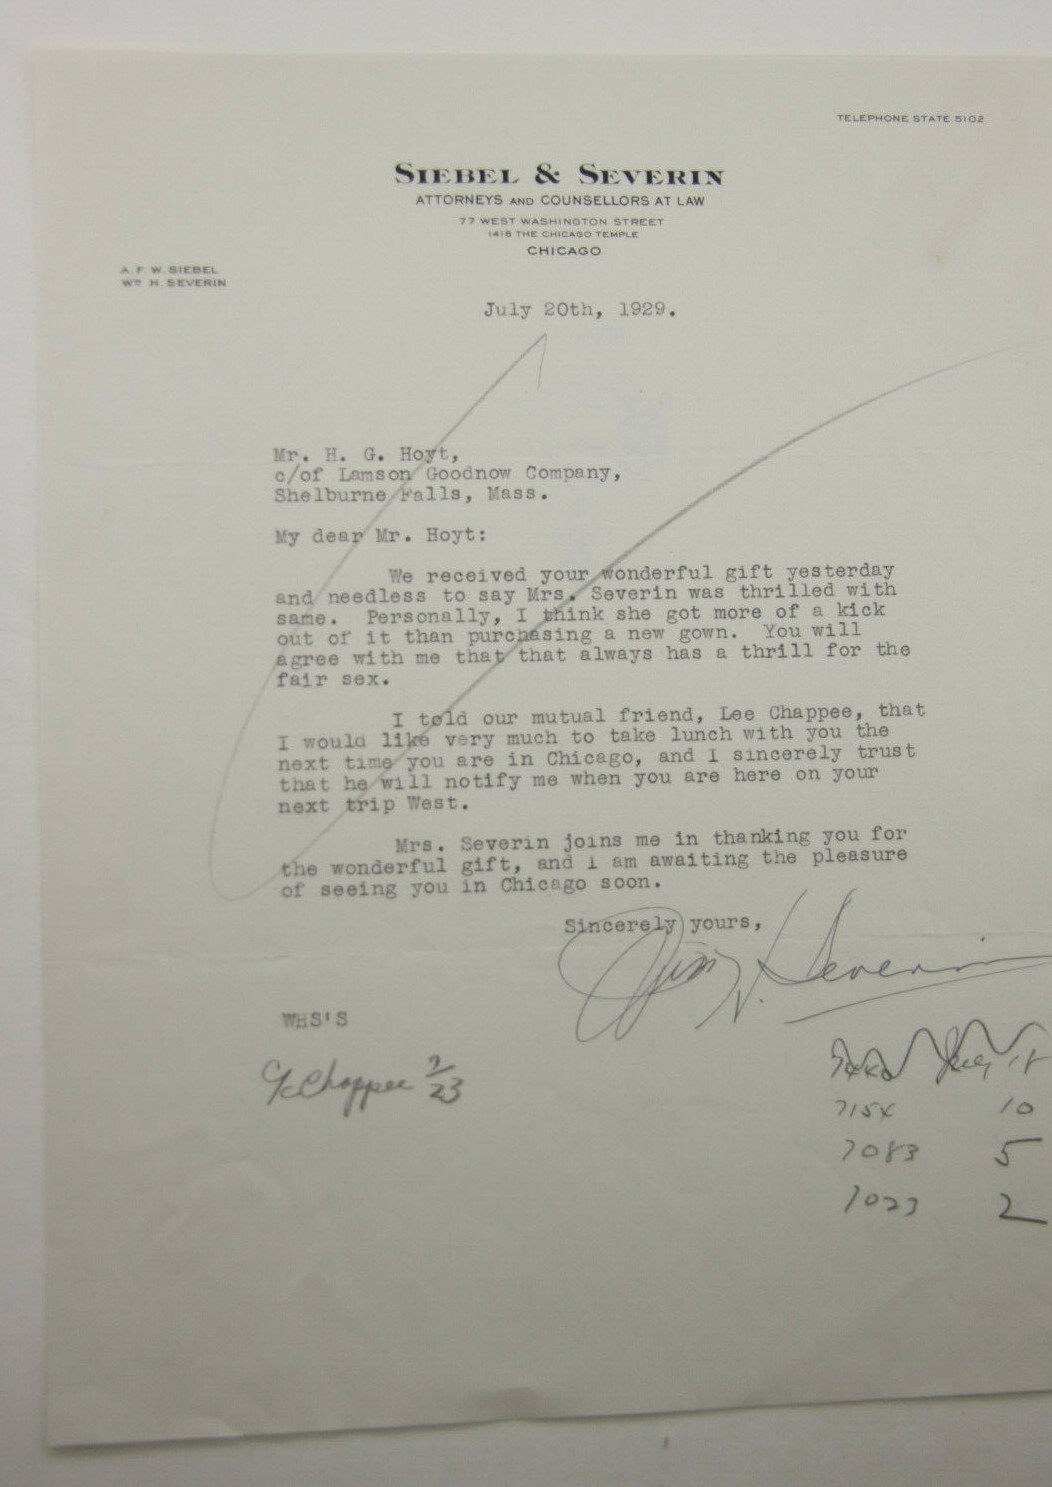 TELEPHONE STATE 5102
SIEBEL & SEVERIN
ATTORNEYS AND COUNSELLORS AT LAW
77 WEST WASHINGTON STREET
1418 THE CHICAGO TEMPLE
CHICAGO
A. F. W. SIEBEL
WM H. SEVERIN
July 20th, 1929.
Mr. H. G. Hoyt,
c/of Lamson Goodnow Company,
Shelburne Falls, Mass.
My dear Mr. Hoyt:
We received your wonderful gift yesterday
and needless to say Mrs. Severin was thrilled with
same. Personally, I think she got more of a kick
out of it than purchasing a new gown. You will
agree with me that that always has a thrill for the
fair sex.
I told our mutual friend, Lee Chappee, that
I would like very much to take lunch with you the
next time you are in Chicago, and I sincerely trust
that he will notify me when you are here on your
next trip West.
Mrs. Severin joins me in thanking you for
the wonderful gift, and I am awaiting the pleasure
of seeing you in Chicago soon.
Sincerely yours,
Severin
WHS'S
Chappee 7/23
7154 10
7083 5
1023 2